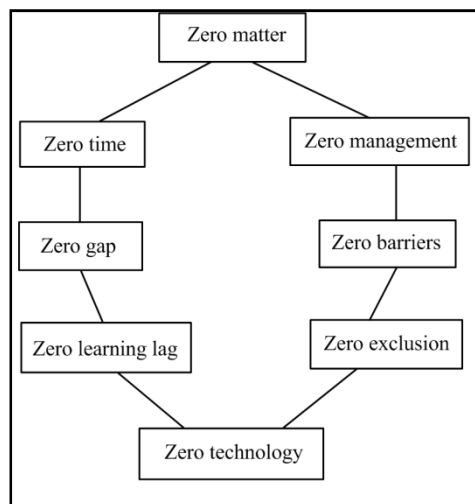 Zero matter
Zero time
Zero management
Zero gap
Zero barriers
Zero learning lag
Zero exclusion
Zero technology